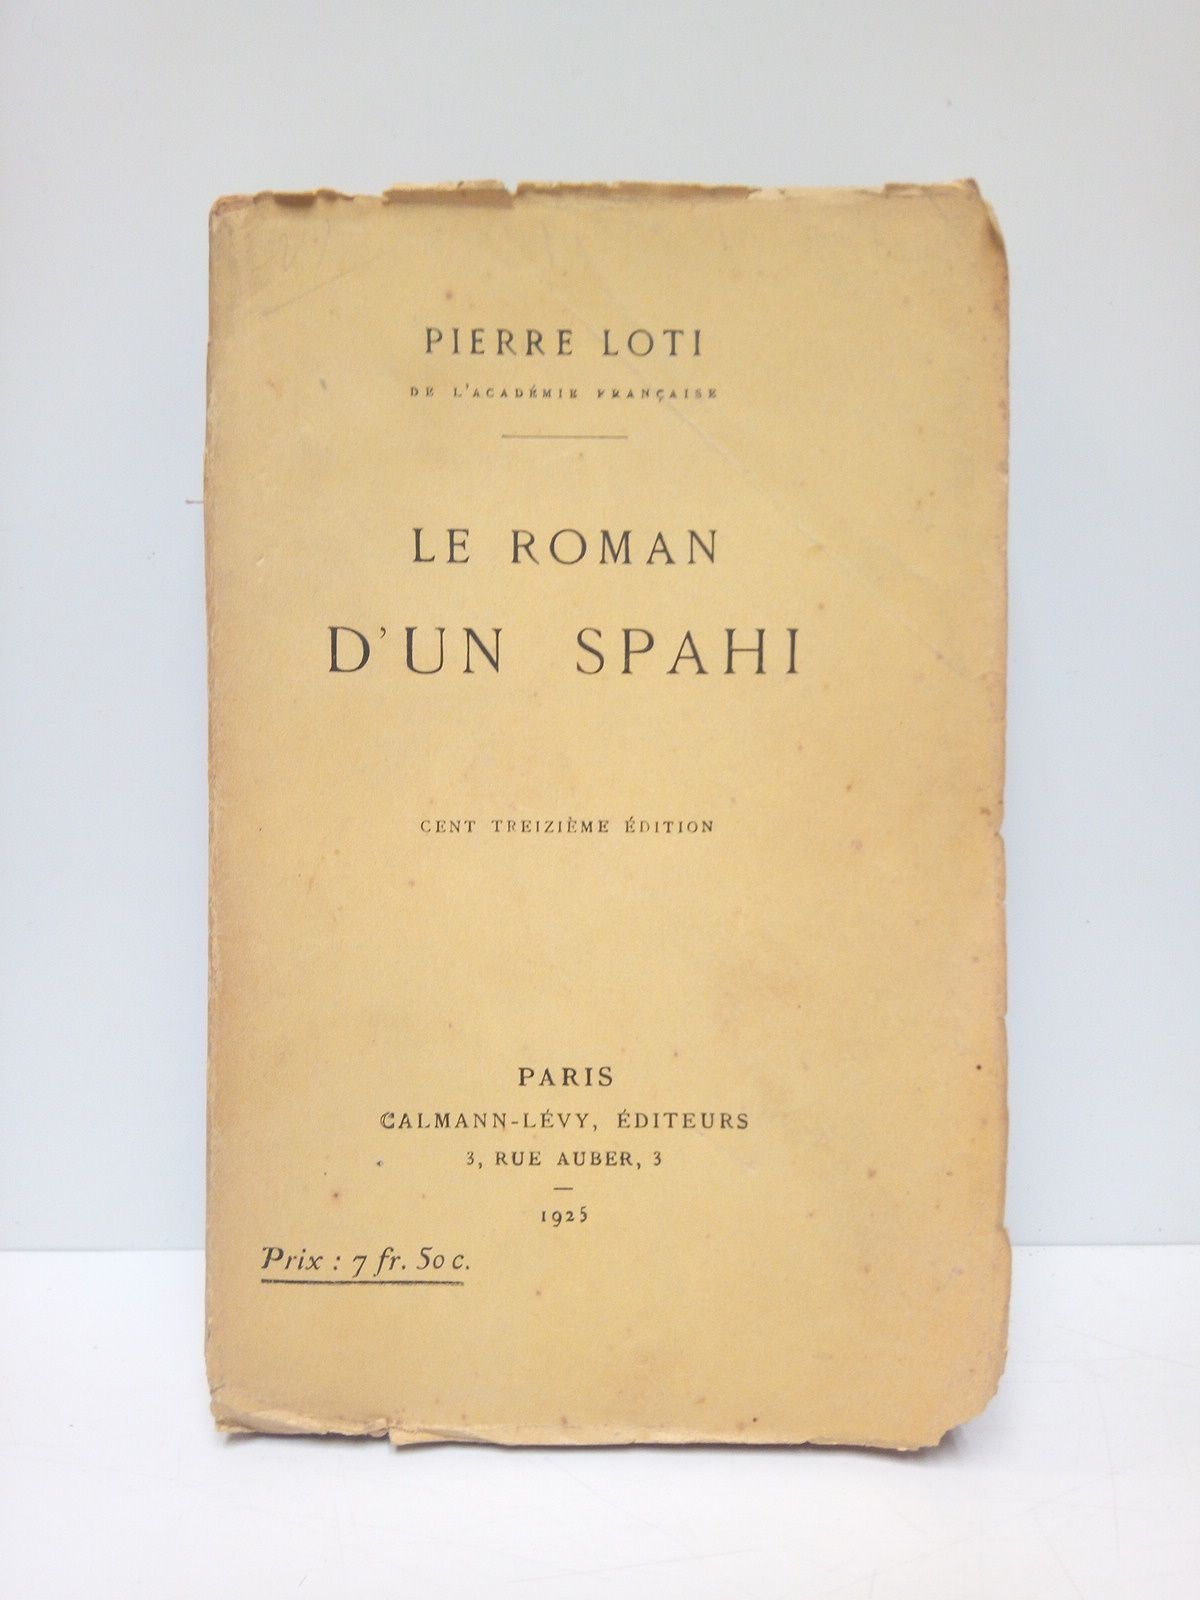 PIERRE LOTI
DE L'ACADÉMIE FRANÇAISE
LE ROMAN
D'UN SPAHI
CENT TREIZIÈME ÉDITION
PARIS
CALMANN-LÉVY, ÉDITEURS
3, RUE AUBER, 3
1925
Prix : 7 fr. 50 c.